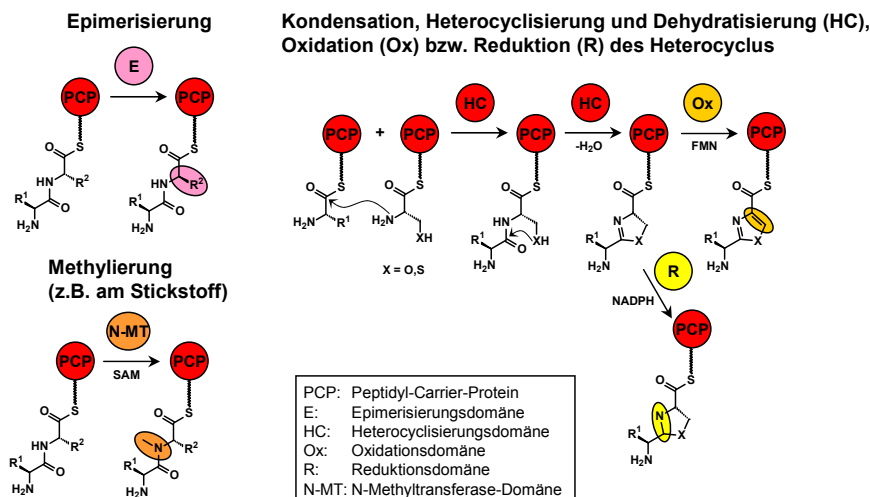 Epimerisierung
E
PCP
PCP
S
S
O
O
HN
HN
R²
R²
R¹
R¹
O
O
H₂N
H₂N
Methylierung
(z.B. am Stickstoff)
N-MT
PCP
PCP
SAM
S
S
O
O
HN
N
R²
R²
R¹
R¹
O
O
H₂N
H₂N
Kondensation, Heterocyclisierung und Dehydratisierung (HC),
Oxidation (Ox) bzw. Reduktion (R) des Heterocyclus
HC
HC
Ox
PCP
+
PCP
PCP
-H₂O
PCP
FMN
PCP
S
S
S
S
S
O
O
O
O
O
H₂N
R¹
H₂N
XH
HN
XH
R¹
O
H₂N
N
X
R¹
H₂N
N
X
R¹
H₂N
X = O,S
R
NADPH
PCP
S
O
N
X
R¹
H₂N
PCP: Peptidyl-Carrier-Protein
E: Epimerisierungsdomäne
HC: Heterocyclisierungsdomäne
Ox: Oxidationsdomäne
R: Reduktionsdomäne
N-MT: N-Methyltransferase-Domäne